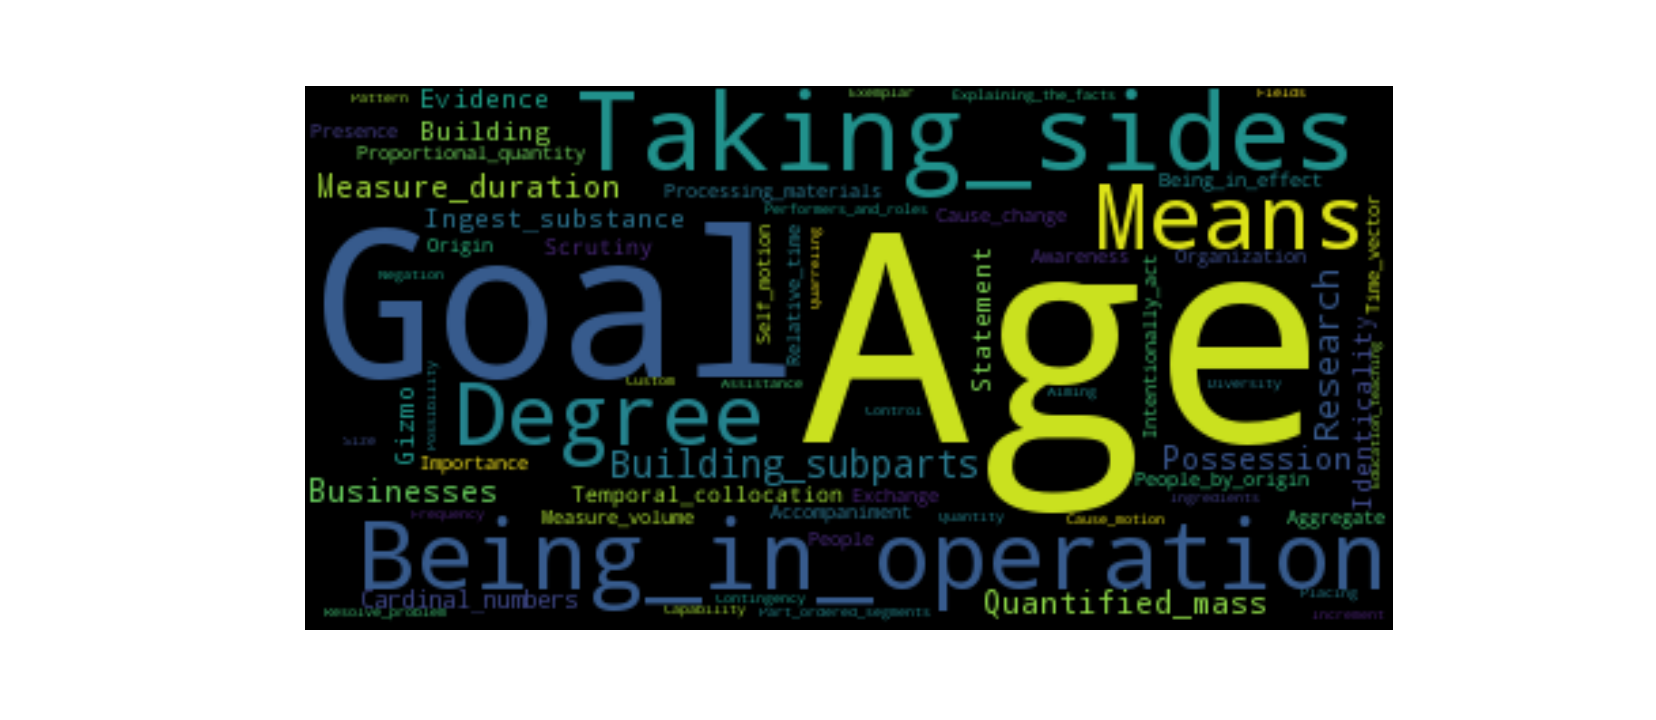 Pattern
Evidence
Exemplar
Explaining_the_facts
Fields
Taking_sides
Presence
Building
Proportional_quantity
Measure_duration
Processing_materials
Being_in_effect
Means
Ingest_substance
Performers_and_roles
Cause_change
Time_vector
Origin
Scrutiny
Goal
Self_motion
Relative_time
Quarreling
Age
Statement
Awareness
Organization
Intentionally_act
Research
Identicality
Education_teaching
Negation
Custom
Assistance
Aiming
Diversity
Gizmo
Possibility
Degree
Control
Size
Importance
Building_subparts
Possession
Businesses
Temporal_collocation
Exchange
People_by_origin
Ingredients
Frequency
Measure_volume
Accompaniment
Quantity
Cause_motion
Aggregate
Being_in_operation
People
Cardinal_numbers
Contingency
Quantified_mass
Placing
Resolve_problem
Capability
Part_ordered_segments
Increment